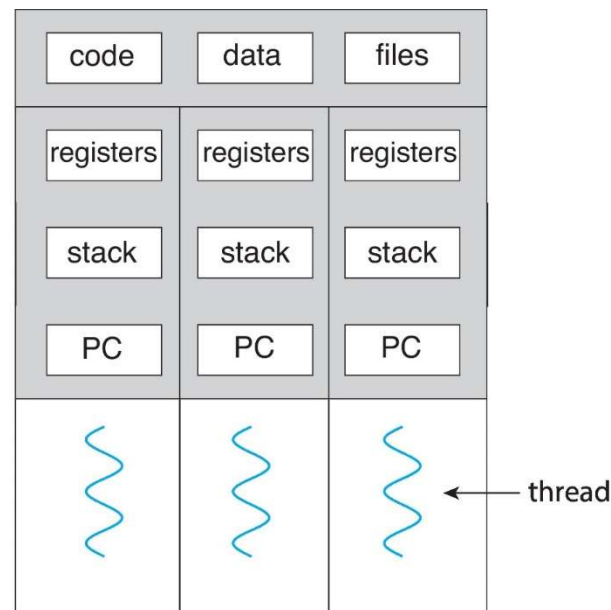 code data files
registers registers registers
stack stack stack
PC PC PC
thread